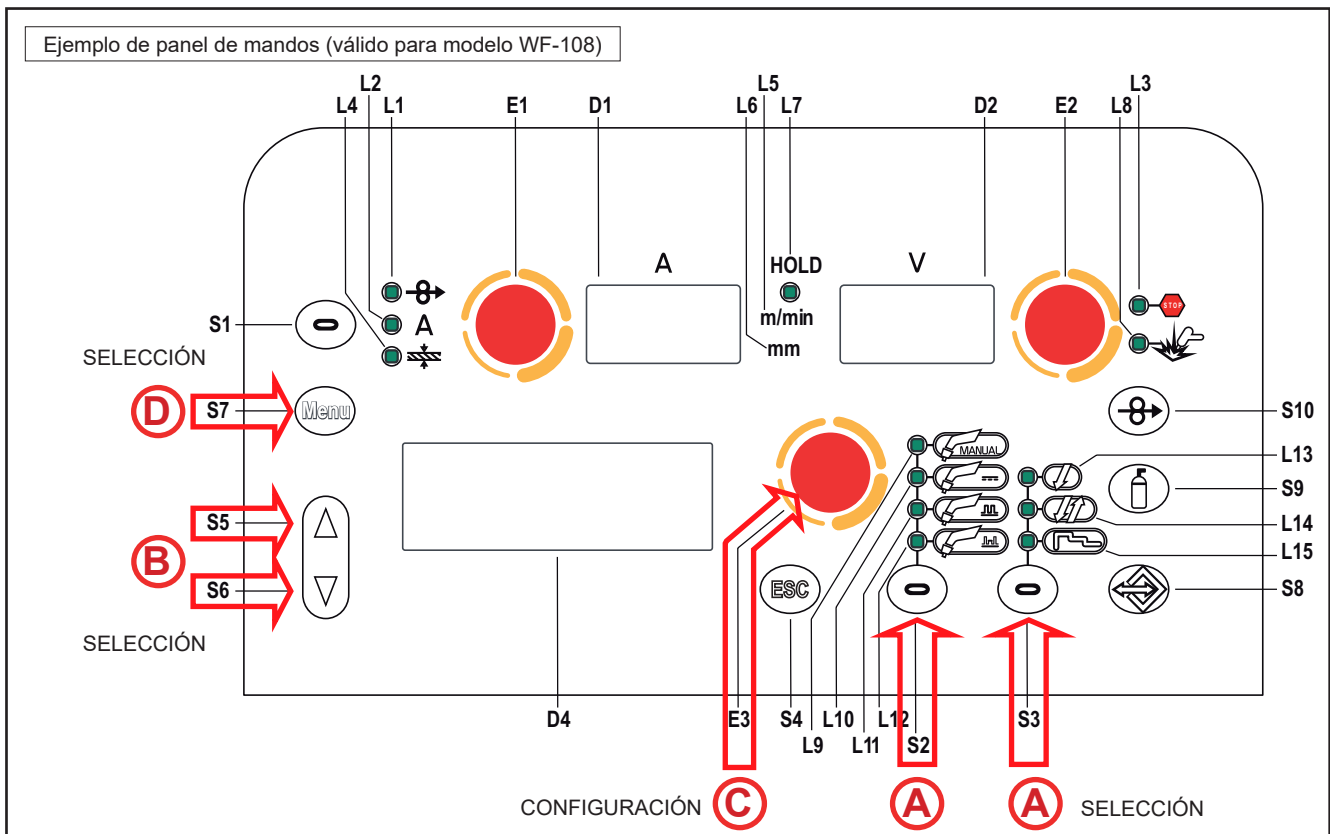 Ejemplo de panel de mandos (válido para modelo WF-108)
L2 L5 L3
L4 L1 E1 D1 L6 L7 D2 E2 L8
A HOLD V
STOP
S1 A m/min
mm
SELECCIÓN
D S7 Menu S10
MANUAL L13
S5 S9
B L14
S6 ESC L15
S8
SELECCIÓN
D4 E3 S4 L10 L12 S3
L9 L11 S2
CONFIGURACIÓN C A A SELECCIÓN